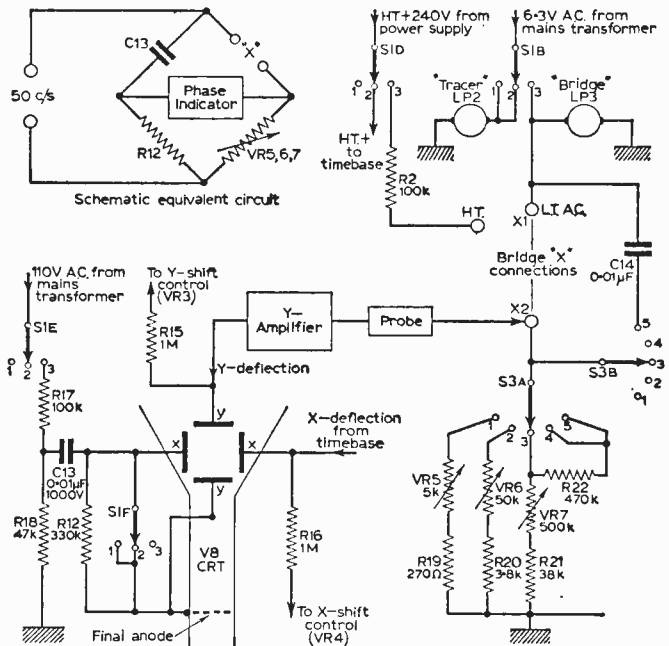 C13
"X"
50 c/s
Phase
Indicator
R12
VR5,6,7
Schematic equivalent circuit
HT+240V from
power supply
S1D
1
2
3
HT+
to
timebase
R2
100k
HT.
6·3V A.C. from
mains transformer
S1B
"Tracer"
LP2
1
2
3
"Bridge"
LP3
X1
LT AC.
Bridge "X"
connections
C14
0·01µF
X2
5
4
3
2
1
S3B
S3A
110V A.C. from
mains transformer
S1E
1
2
3
R17
100k
C13
0·01µF
1000V
R18
47k
R12
330k
S1F
1
2
3
To Y-shift
control
(VR3)
R15
1M
Y-
Amplifier
Probe
Y-deflection
X-deflection
from
timebase
y
x
x
y
V8
CRT
R16
1M
Final anode
To X-shift
control
(VR4)
1
2
3
4
5
VR5
5k
VR6
50k
VR7
500k
R22
470k
R19
270Ω
R20
3·8k
R21
38k